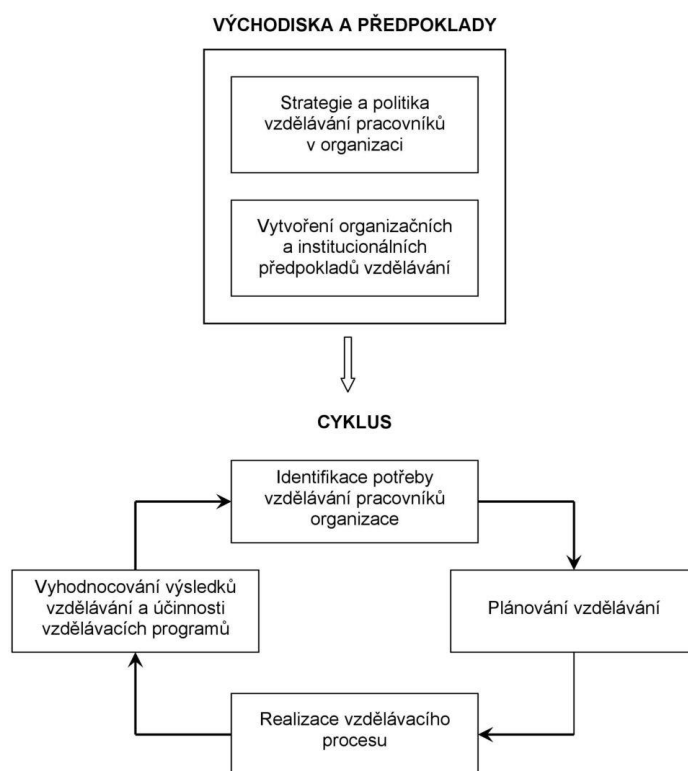 VÝCHODISKA A PŘEDPOKLADY
Strategie a politika
vzdělávání pracovníků
v organizaci
Vytvoření organizačních
a institucionálních
předpokladů vzdělávání
CYKLUS
Identifikace potřeby
vzdělávání pracovníků
organizace
Vyhodnocování výsledků
vzdělávání a účinnosti
vzdělávacích programů
Plánování vzdělávání
Realizace vzdělávacího
procesu